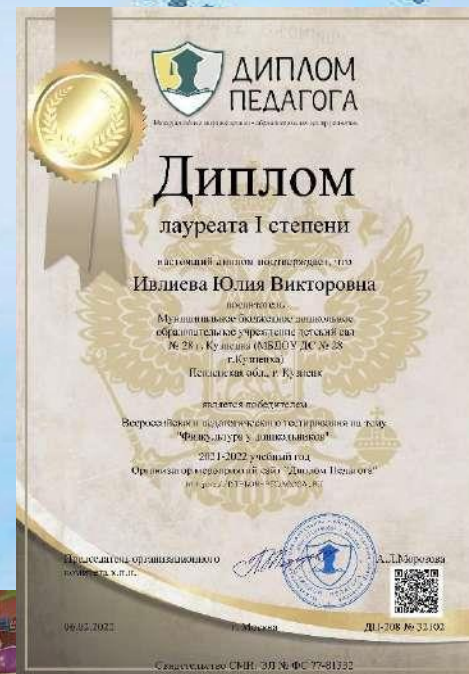 ДИПЛОМ
ПЕДАГОГА
Диплом
лауреата I степени
настоящий диплом подтверждает, что
Ивлиева Юлия Викторовна
воспитатель
Муниципальное бюджетное дошкольное
образовательное учреждение детский сад
№ 28 г. Кузнецка (МБДОУ ДС № 28
г.Кузнецка)
Пензенская обл., г. Кузнецк
является победителем
Всероссийского педагогического тестирования на тему
"Физкультура у дошкольников"
2021-2022 учебный год
Организатор мероприятий сайт "Диплом Педагога"
Председатель организационного
комитета, к.п.н.
А.Л.Морозова
г. Москва
ДП-208 № 32102
Свидетельство СМИ: ЭЛ № ФС 77-81332